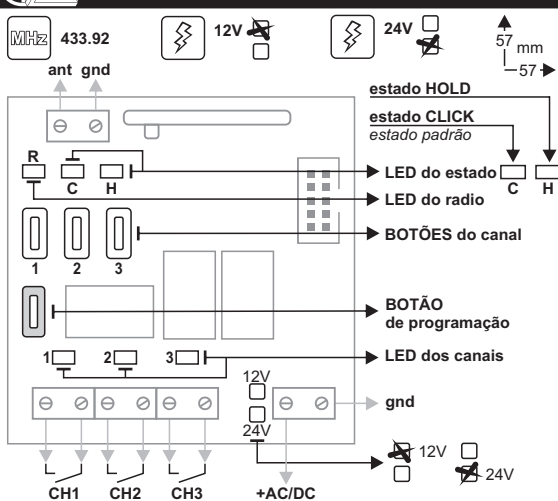 MHz 433.92 12V 24V 57 mm
57
ant gnd
estado HOLD
estado CLICK
estado padrão
R
C H
LED do estado C H
LED do radio
BOTÕES do canal
1 2 3
BOTÃO
de programação
1 2 3 LED dos canais
12V
gnd
24V
12V
24V
CH1 CH2 CH3 +AC/DC